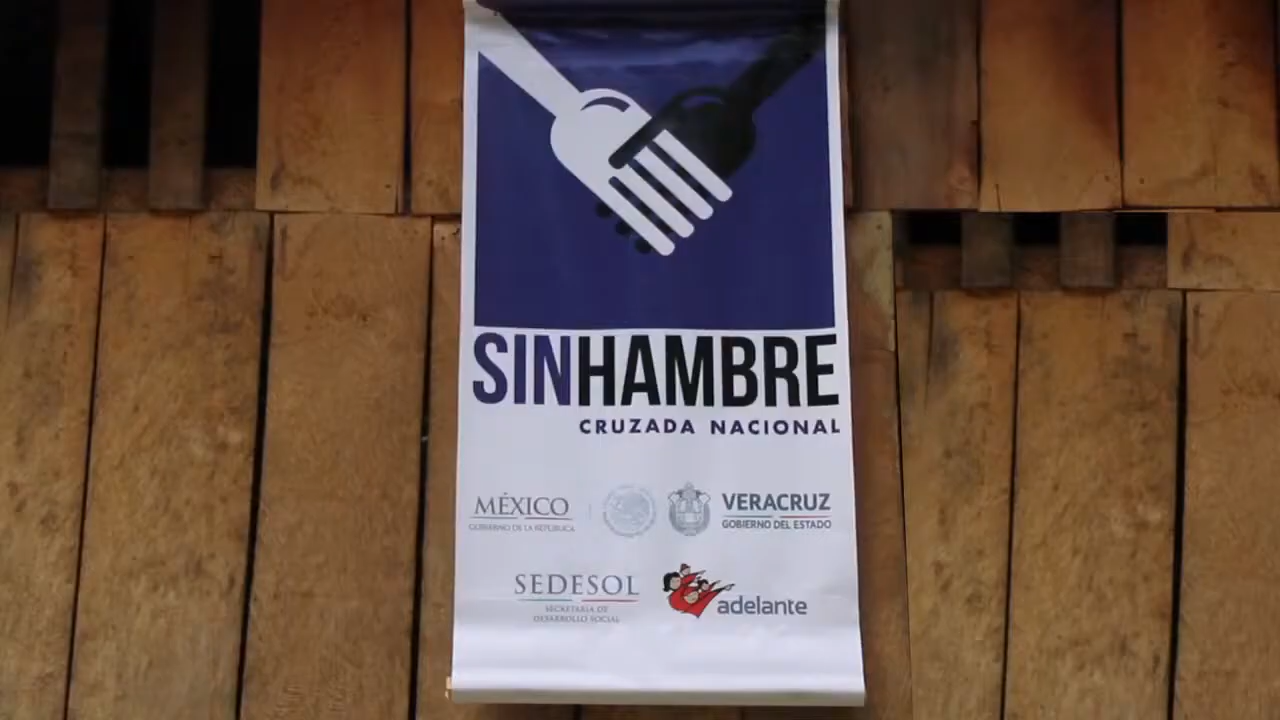 SINHAMBRE
CRUZADA NACIONAL
MÉXICO
GOBIERNO DE LA REPÚBLICA
VERACRUZ
GOBIERNO DEL ESTADO
SEDESOL
SECRETARÍA DE
DESARROLLO SOCIAL
adelante